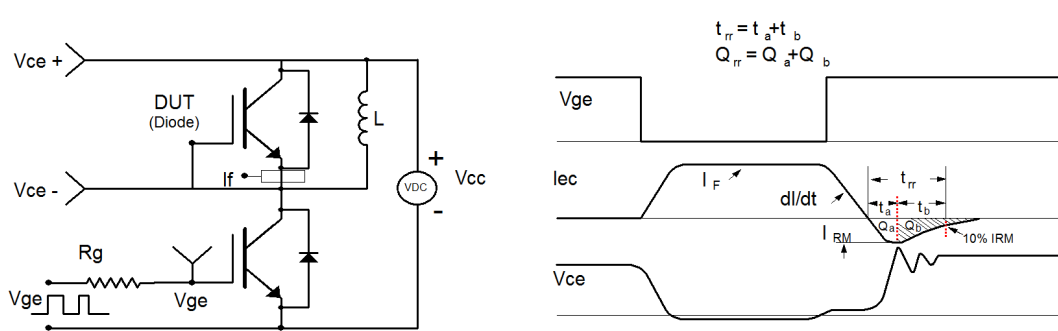 Vce +
DUT
(Diode)
L
If
Vce -
+
VDC
-
Vcc
Rg
Vge
Vge
t rr = t a+t b
Q rr = Q a+Q b
Vge
Iec
I F
dI/dt
t rr
t a
t b
Q a
Q b
I RM
10% IRM
Vce